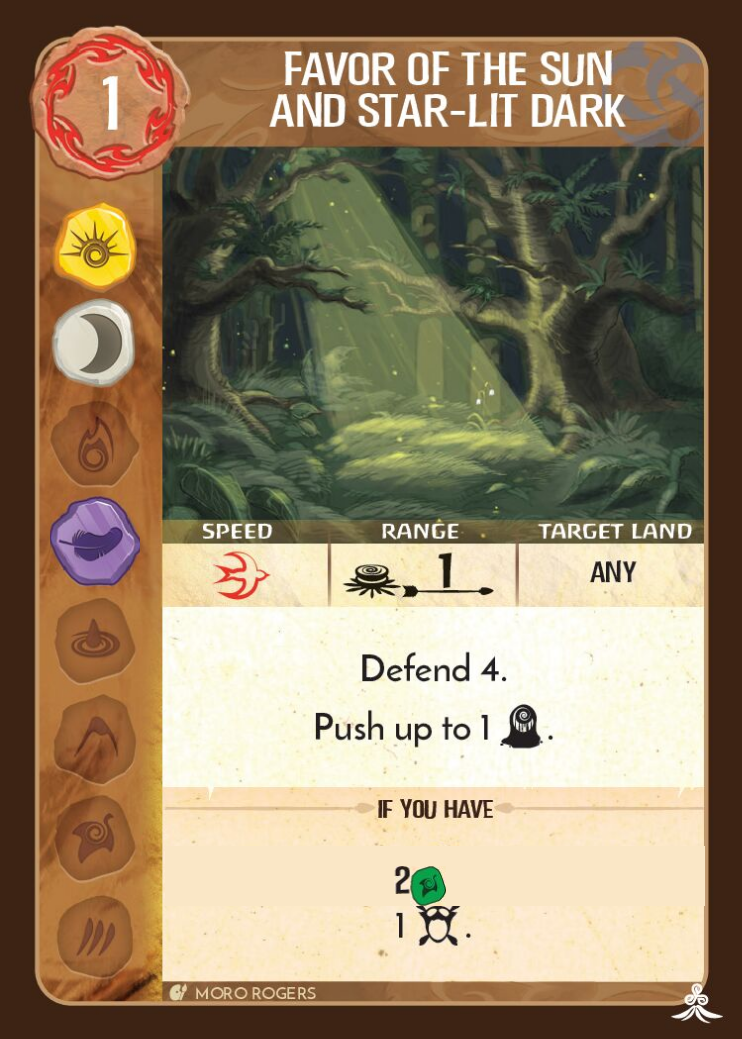 1
FAVOR OF THE SUN
AND STAR-LIT DARK
SPEED RANGE TARGET LAND
1 ANY
Defend 4.
Push up to 1 .
IF YOU HAVE
2
1 .
MORO ROGERS